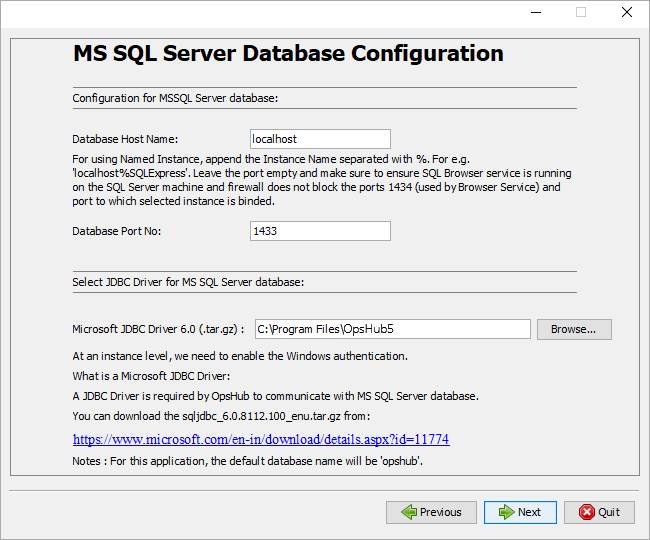 MS SQL Server Database Configuration
Configuration for MSSQL Server database:
Database Host Name: localhost
For using Named Instance, append the Instance Name separated with %. For e.g.
'localhost%SQLExpress'. Leave the port empty and make sure to ensure SQL Browser service is running
on the SQL Server machine and firewall does not block the ports 1434 (used by Browser Service) and
port to which selected instance is binded.
Database Port No: 1433
Select JDBC Driver for MS SQL Server database:
Microsoft JDBC Driver 6.0 (.tar.gz) : C:\Program Files\OpsHub5 Browse...
At an instance level, we need to enable the Windows authentication.
What is a Microsoft JDBC Driver:
A JDBC Driver is required by OpsHub to communicate with MS SQL Server database.
You can download the sqljdbc_6.0.8112.100_enu.tar.gz from:
https://www.microsoft.com/en-in/download/details.aspx?id=11774
Notes : For this application, the default database name will be 'opshub'.
Previous Next Quit